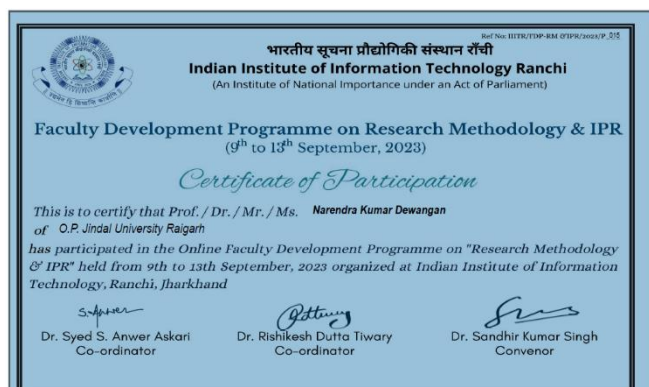 Ref No: IIITR/FDP-RM &IPR/2023/P_015
भारतीय सूचना प्रौद्योगिकी संस्थान राँची
Indian Institute of Information Technology Ranchi
(An Institute of National Importance under an Act of Parliament)
Faculty Development Programme on Research Methodology & IPR
(9th to 13th September, 2023)
Certificate of Participation
This is to certify that Prof. / Dr. / Mr. / Ms. Narendra Kumar Dewangan
of O.P. Jindal University Raigarh
has participated in the Online Faculty Development Programme on "Research Methodology
& IPR" held from 9th to 13th September, 2023 organized at Indian Institute of Information
Technology, Ranchi, Jharkhand
S. Anwer
Dr. Syed S. Anwer Askari
Co-ordinator
Dr. Rishikesh Dutta Tiwary
Co-ordinator
Dr. Sandhir Kumar Singh
Convenor